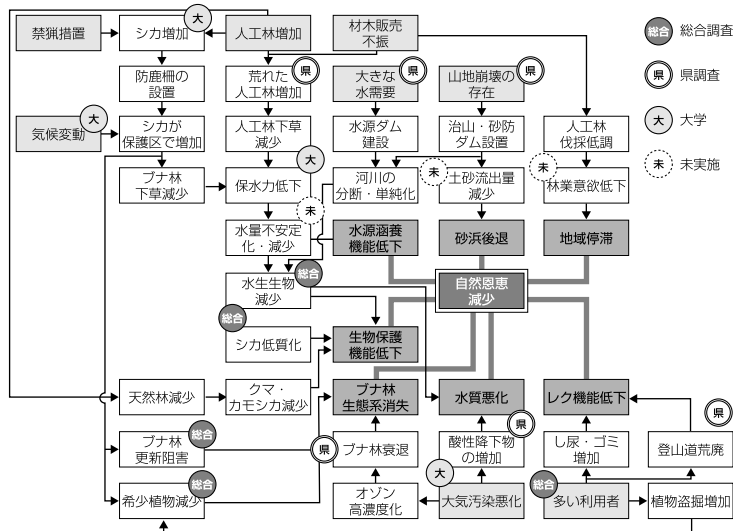 禁猟措置
シカ増加
大
人工林増加
材木販売
不振
総合
総合調査
防鹿柵の
設置
荒れた
人工林増加
県
大きな
水需要
県
山地崩壊の
存在
県
県
県調査
気候変動
大
シカが
保護区で増加
人工林下草
減少
水源ダム
建設
治山・砂防
ダム設置
人工林
伐採低調
大
大学
ブナ林
下草減少
保水力低下
大
河川の
分断・単純化
未
土砂流出量
減少
未
林業意欲低下
未
未実施
水量不安定
化・減少
未
水源涵養
機能低下
砂浜後退
地域停滞
水生生物
減少
総合
自然恩恵
減少
シカ低質化
総合
生物保護
機能低下
天然林減少
クマ・
カモシカ減少
ブナ林
生態系消失
水質悪化
レク機能低下
ブナ林
更新阻害
総合
県
ブナ林衰退
酸性降下物
の増加
県
し尿・ゴミ
増加
登山道荒廃
県
希少植物減少
総合
オゾン
高濃度化
大
大気汚染悪化
総合
多い利用者
植物盗掘増加